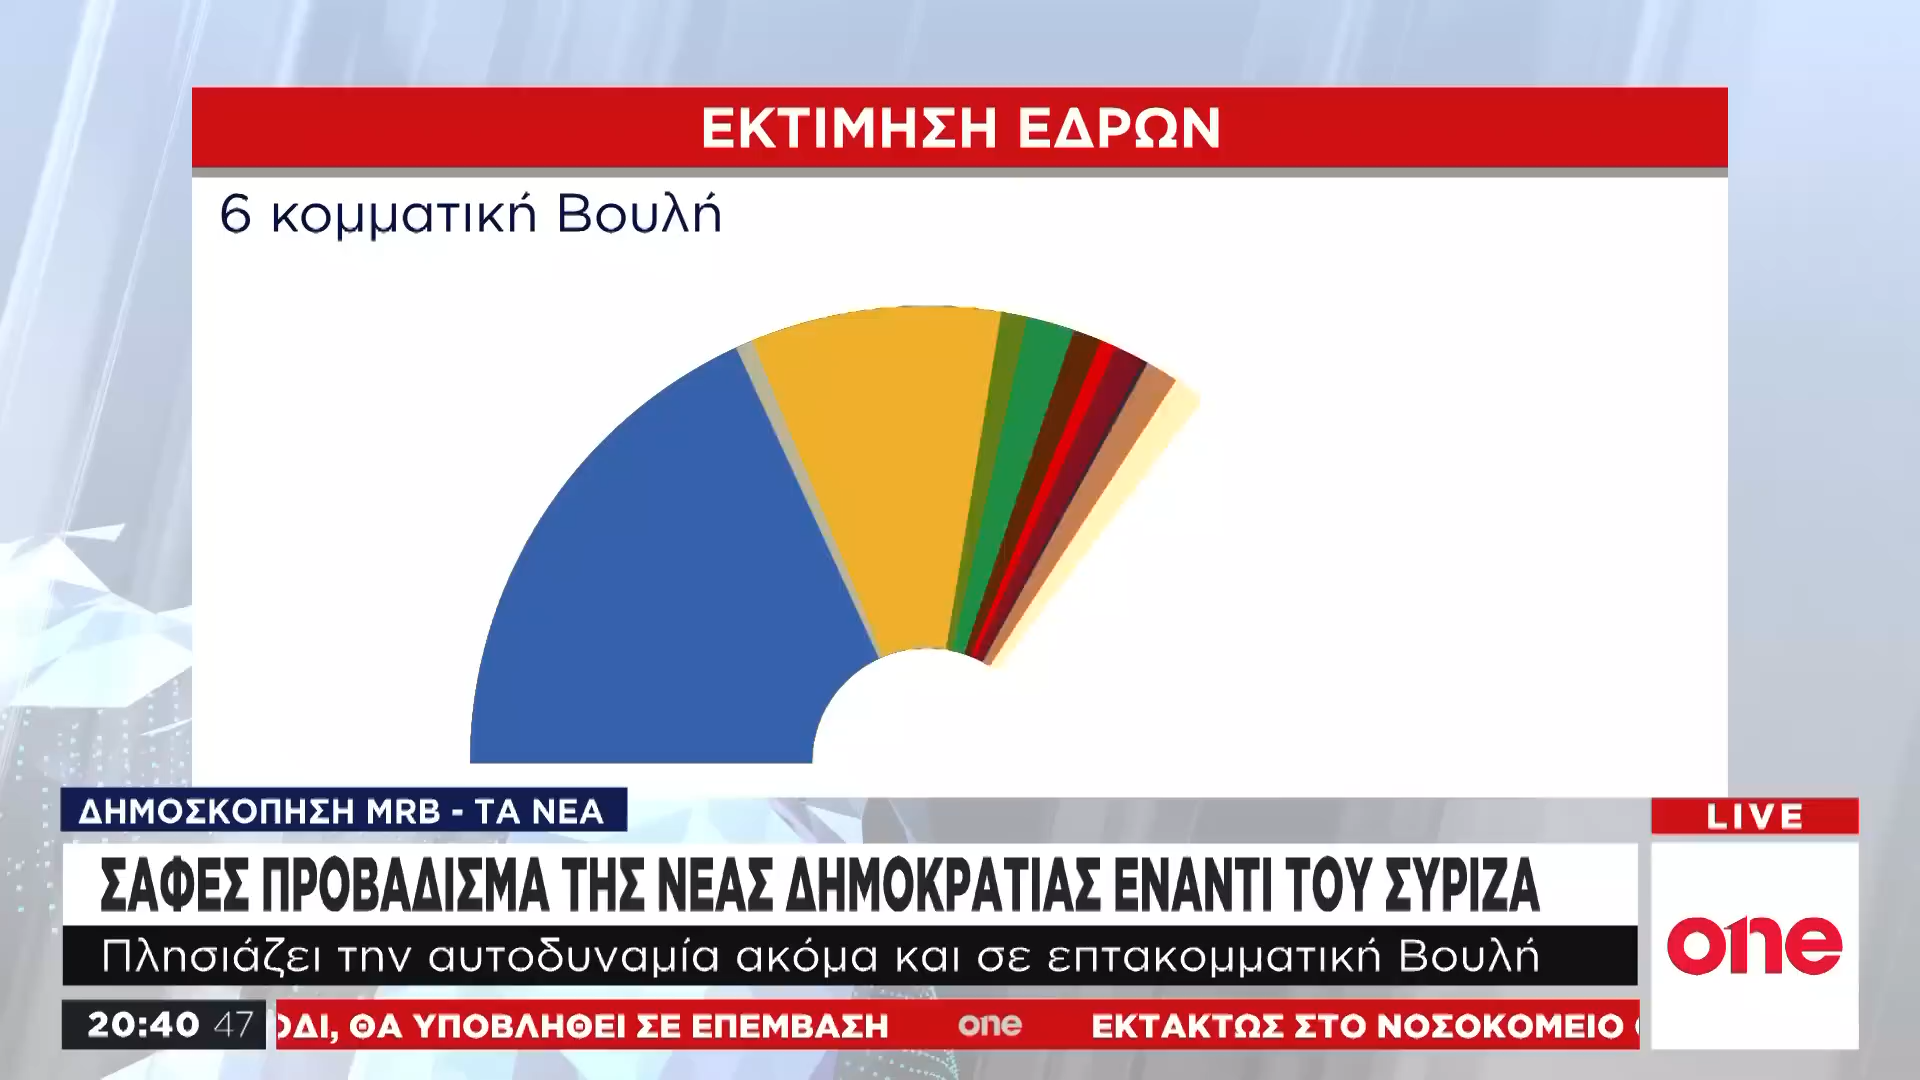 ΕΚΤΙΜΗΣΗ ΕΔΡΩΝ
6 κομματική Βουλή
ΔΗΜΟΣΚΟΠΗΣΗ MRB - ΤΑ ΝΕΑ
LIVE
ΣΑΦΕΣ ΠΡΟΒΑΔΙΣΜΑ ΤΗΣ ΝΕΑΣ ΔΗΜΟΚΡΑΤΙΑΣ ΕΝΑΝΤΙ ΤΟΥ ΣΥΡΙΖΑ
Πλησιάζει την αυτοδυναμία ακόμα και σε επτακομματική Βουλή
one
20:40 47
ΟΔΙ, ΘΑ ΥΠΟΒΛΗΘΕΙ ΣΕ ΕΠΕΜΒΑΣΗ one ΕΚΤΑΚΤΩΣ ΣΤΟ ΝΟΣΟΚΟΜΕΙΟ